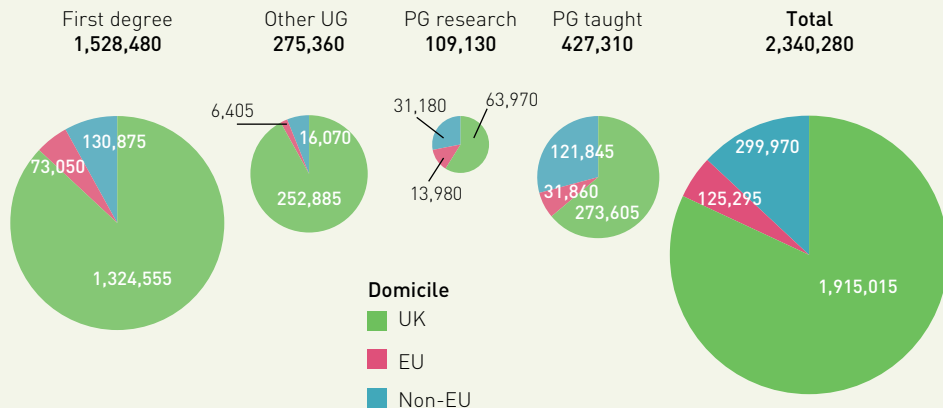 First degree
1,528,480
Other UG
275,360
PG research
109,130
PG taught
427,310
Total
2,340,280
130,875
73,050
1,324,555
6,405
16,070
252,885
31,180
63,970
13,980
121,845
31,860
273,605
299,970
125,295
1,915,015
Domicile
UK
EU
Non-EU